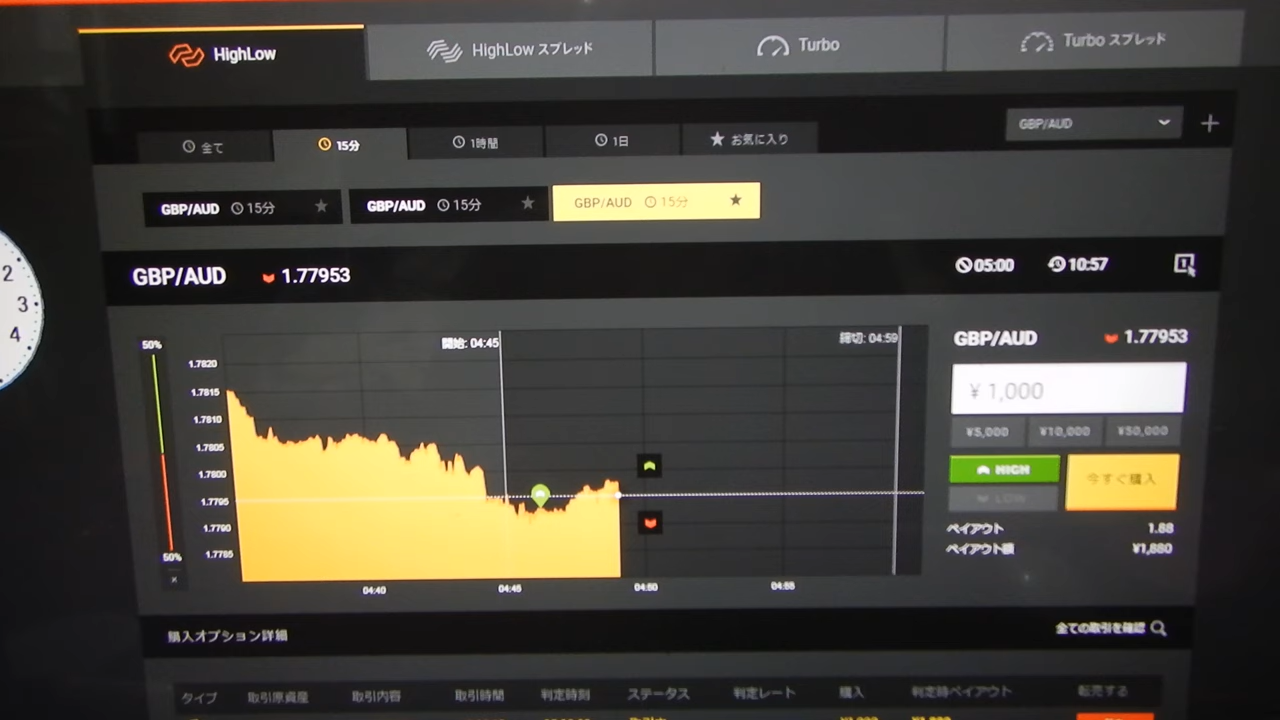 HighLow
HighLow スプレッド
Turbo
Turbo スプレッド
GBP/AUD
全て
15分
1時間
1日
お気に入り
GBP/AUD 15分
GBP/AUD 15分
GBP/AUD 15分
GBP/AUD 1.77953
05:00
10:57
2
3
4
50%
開始: 04:45
締切: 04:59
GBP/AUD 1.77953
1.7820
1.7815
1.7810
1.7805
1.7800
1.7795
1.7790
1.7785
¥ 1,000
¥5,000
¥10,000
¥50,000
HIGH
LOW
今すぐ購入
ペイアウト 1.88
ペイアウト額 ¥1,880
50%
04:40
04:45
04:50
04:55
購入オプション詳細
全ての取引を確認
タイプ
取引原資産
取引内容
取引時間
判定時刻
ステータス
判定レート
購入
判定時ペイアウト
転売する